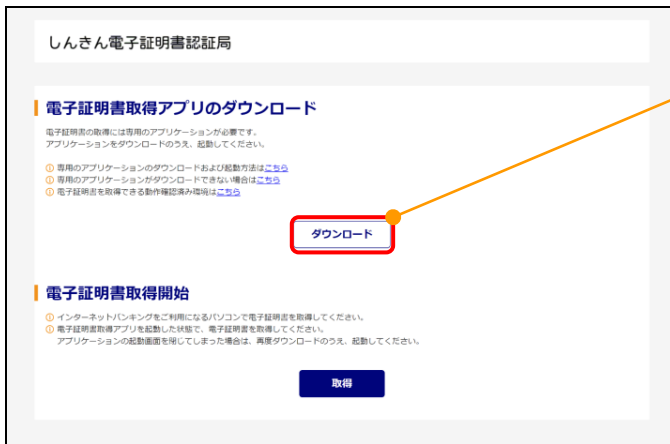 しんきん電子証明書認証局
電子証明書取得アプリのダウンロード
電子証明書の取得には専用のアプリケーションが必要です。
アプリケーションをダウンロードのうえ、起動してください。
① 専用のアプリケーションのダウンロードおよび起動方法はこちら
① 専用のアプリケーションがダウンロードできない場合はこちら
① 電子証明書を取得できる動作確認済み環境はこちら
ダウンロード
電子証明書取得開始
① インターネットバンキングをご利用になるパソコンで電子証明書を取得してください。
① 電子証明書取得アプリを起動した状態で、電子証明書を取得してください。
アプリケーションの起動画面を閉じてしまった場合は、再度ダウンロードのうえ、起動してください。
取得